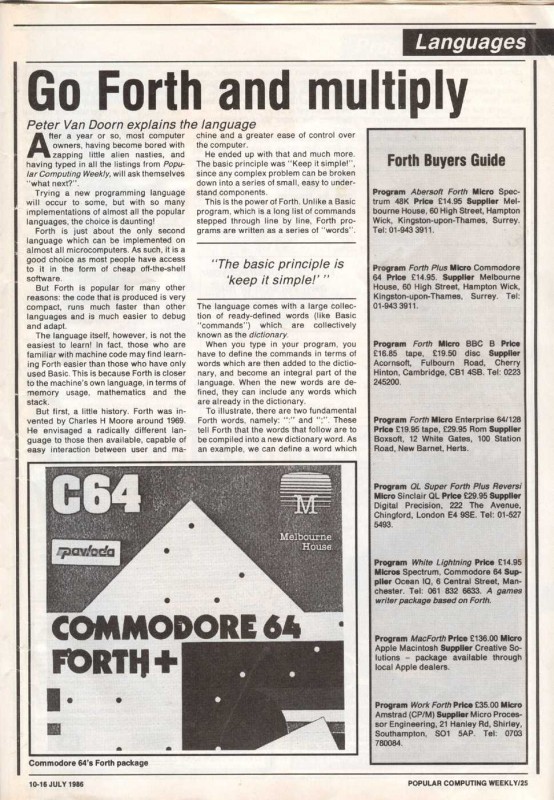 Languages
Go Forth and multiply
Peter Van Doorn explains the language
After a year or so, most computer
owners, having become bored with
zapping little alien nasties, and
having typed in all the listings from Popu-
lar Computing Weekly, will ask themselves
"what next?".
Trying a new programming language
will occur to some, but with so many
implementations of almost all the popular
languages, the choice is daunting!
Forth is just about the only second
language which can be implemented on
almost all microcomputers. As such, it is a
good choice as most people have access
to it in the form of cheap off-the-shelf
software.
But Forth is popular for many other
reasons: the code that is produced is very
compact, runs much faster than other
languages and is much easier to debug
and adapt.
The language itself, however, is not the
easiest to learn! In fact, those who are
familiar with machine code may find learn-
ing Forth easier than those who have only
used Basic. This is because Forth is closer
to the machine's own language, in terms of
memory usage, mathematics and the
stack.
But first, a little history. Forth was in-
vented by Charles H Moore around 1969.
He envisaged a radically different lan-
guage to those then available, capable of
easy interaction between user and ma-
chine and a greater ease of control over
the computer.
He ended up with that and much more.
The basic principle was "Keep it simple!",
since any complex problem can be broken
down into a series of small, easy to under-
stand components.
This is the power of Forth. Unlike a Basic
program, which is a long list of commands
stepped through line by line, Forth pro-
grams are written as a series of "words".
"The basic principle is
'keep it simple!' "
The language comes with a large collec-
tion of ready-defined words (like Basic
"commands") which are collectively
known as the dictionary.
When you type in your program, you
have to define the commands in terms of
words which are then added to the dictio-
nary, and become an integral part of the
language. When the new words are de-
fined, they can include any words which
are already in the dictionary.
To illustrate, there are two fundamental
Forth words, namely: ":" and ";". These
tell Forth that the words that follow are to
be compiled into a new dictionary word. As
an example, we can define a word which
C64
M
Melbourne
House
COMMODORE 64
FORTH +
Commodore 64's Forth package
Forth Buyers Guide
Program Abersoft Forth Micro Spec-
trum 48K Price £14.95 Supplier Mel-
bourne House, 60 High Street, Hampton
Wick, Kingston-upon-Thames, Surrey.
Tel: 01-943 3911.
Program Forth Plus Micro Commodore
64 Price £14.95. Supplier Melbourne
House, 60 High Street, Hampton Wick,
Kingston-upon-Thames, Surrey. Tel:
01-943 3911.
Program Forth Micro BBC B Price
£16.85 tape, £19.50 disc Supplier
Acornsoft, Fulbourn Road, Cherry
Hinton, Cambridge, CB1 4SB. Tel: 0223
245200.
Program Forth Micro Enterprise 64/128
Price £19.95 tape, £29.95 Rom Supplier
Boxsoft, 12 White Gates, 100 Station
Road, New Barnet, Herts.
Program QL Super Forth Plus Reversi
Micro Sinclair QL Price £29.95 Supplier
Digital Precision, 222 The Avenue,
Chingford, London E4 9SE. Tel: 01-527
5493.
Program White Lightning Price £14.95
Micros Spectrum, Commodore 64 Sup-
plier Ocean IQ, 6 Central Street, Man-
chester. Tel: 061 832 6633. A games
writer package based on Forth.
Program MacForth Price £136.00 Micro
Apple Macintosh Supplier Creative So-
lutions – package available through
local Apple dealers.
Program Work Forth Price £35.00 Micro
Amstrad (CP/M) Supplier Micro Proces-
sor Engineering, 21 Hanley Rd, Shirley,
Southampton, SO1 5AP. Tel: 0703
780084.
10-16 JULY 1986
POPULAR COMPUTING WEEKLY/25